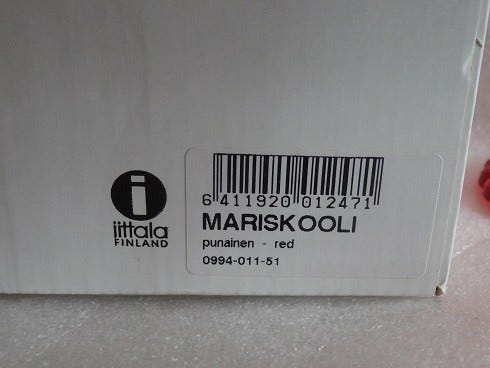 i
iittala
FINLAND
6 411920 012471
MARISKOOLI
punainen - red
0994-011-51